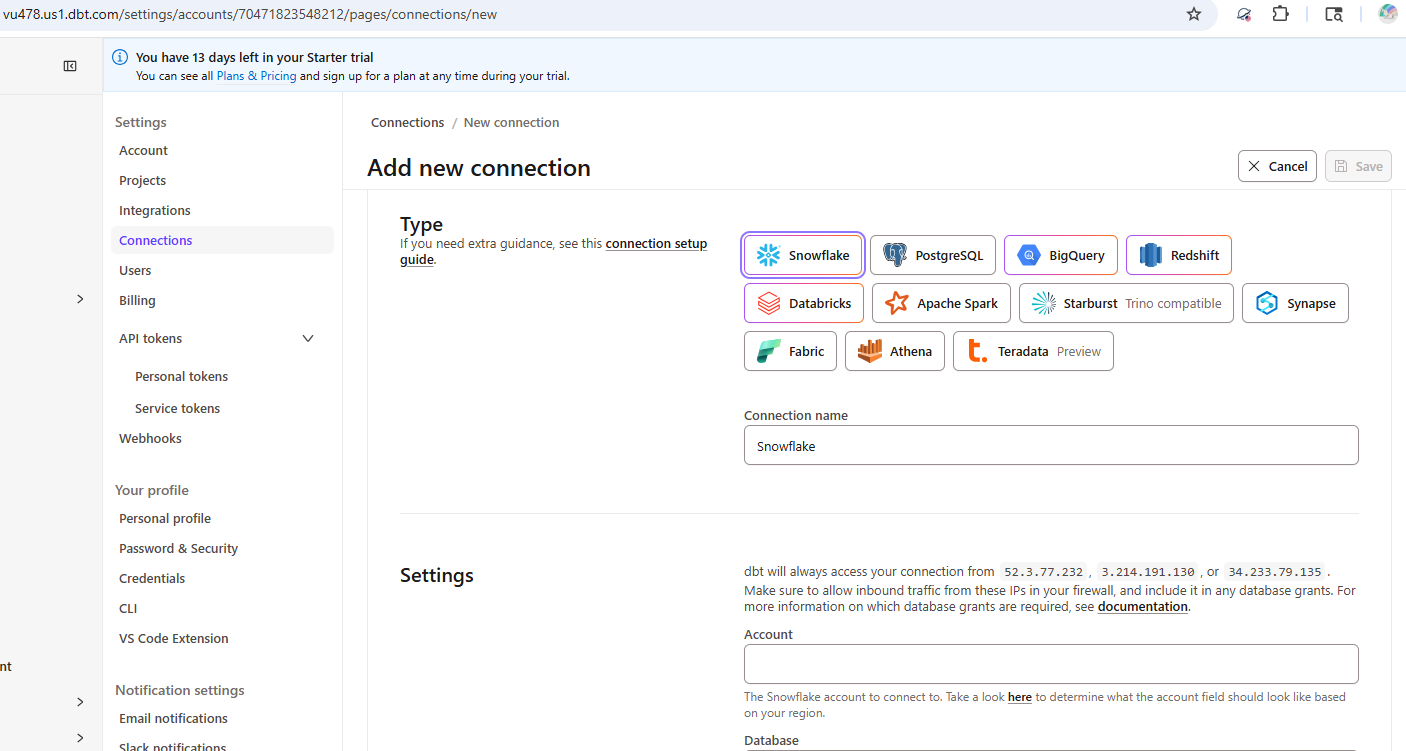 vu478.us1.dbt.com/settings/accounts/70471823548212/pages/connections/new
You have 13 days left in your Starter trial
You can see all Plans & Pricing and sign up for a plan at any time during your trial.
Settings
Account
Projects
Integrations
Connections
Users
Billing
API tokens
Personal tokens
Service tokens
Webhooks
Your profile
Personal profile
Password & Security
Credentials
CLI
VS Code Extension
Notification settings
Email notifications
Slack notifications
nt
Connections / New connection
Add new connection
Cancel
Save
Type
If you need extra guidance, see this connection setup
guide.
Snowflake
PostgreSQL
BigQuery
Redshift
Databricks
Apache Spark
Starburst Trino compatible
Synapse
Fabric
Athena
Teradata Preview
Connection name
Snowflake
Settings
dbt will always access your connection from 52.3.77.232, 3.214.191.130, or 34.233.79.135.
Make sure to allow inbound traffic from these IPs in your firewall, and include it in any database grants. For
more information on which database grants are required, see documentation.
Account
The Snowflake account to connect to. Take a look here to determine what the account field should look like based
on your region.
Database